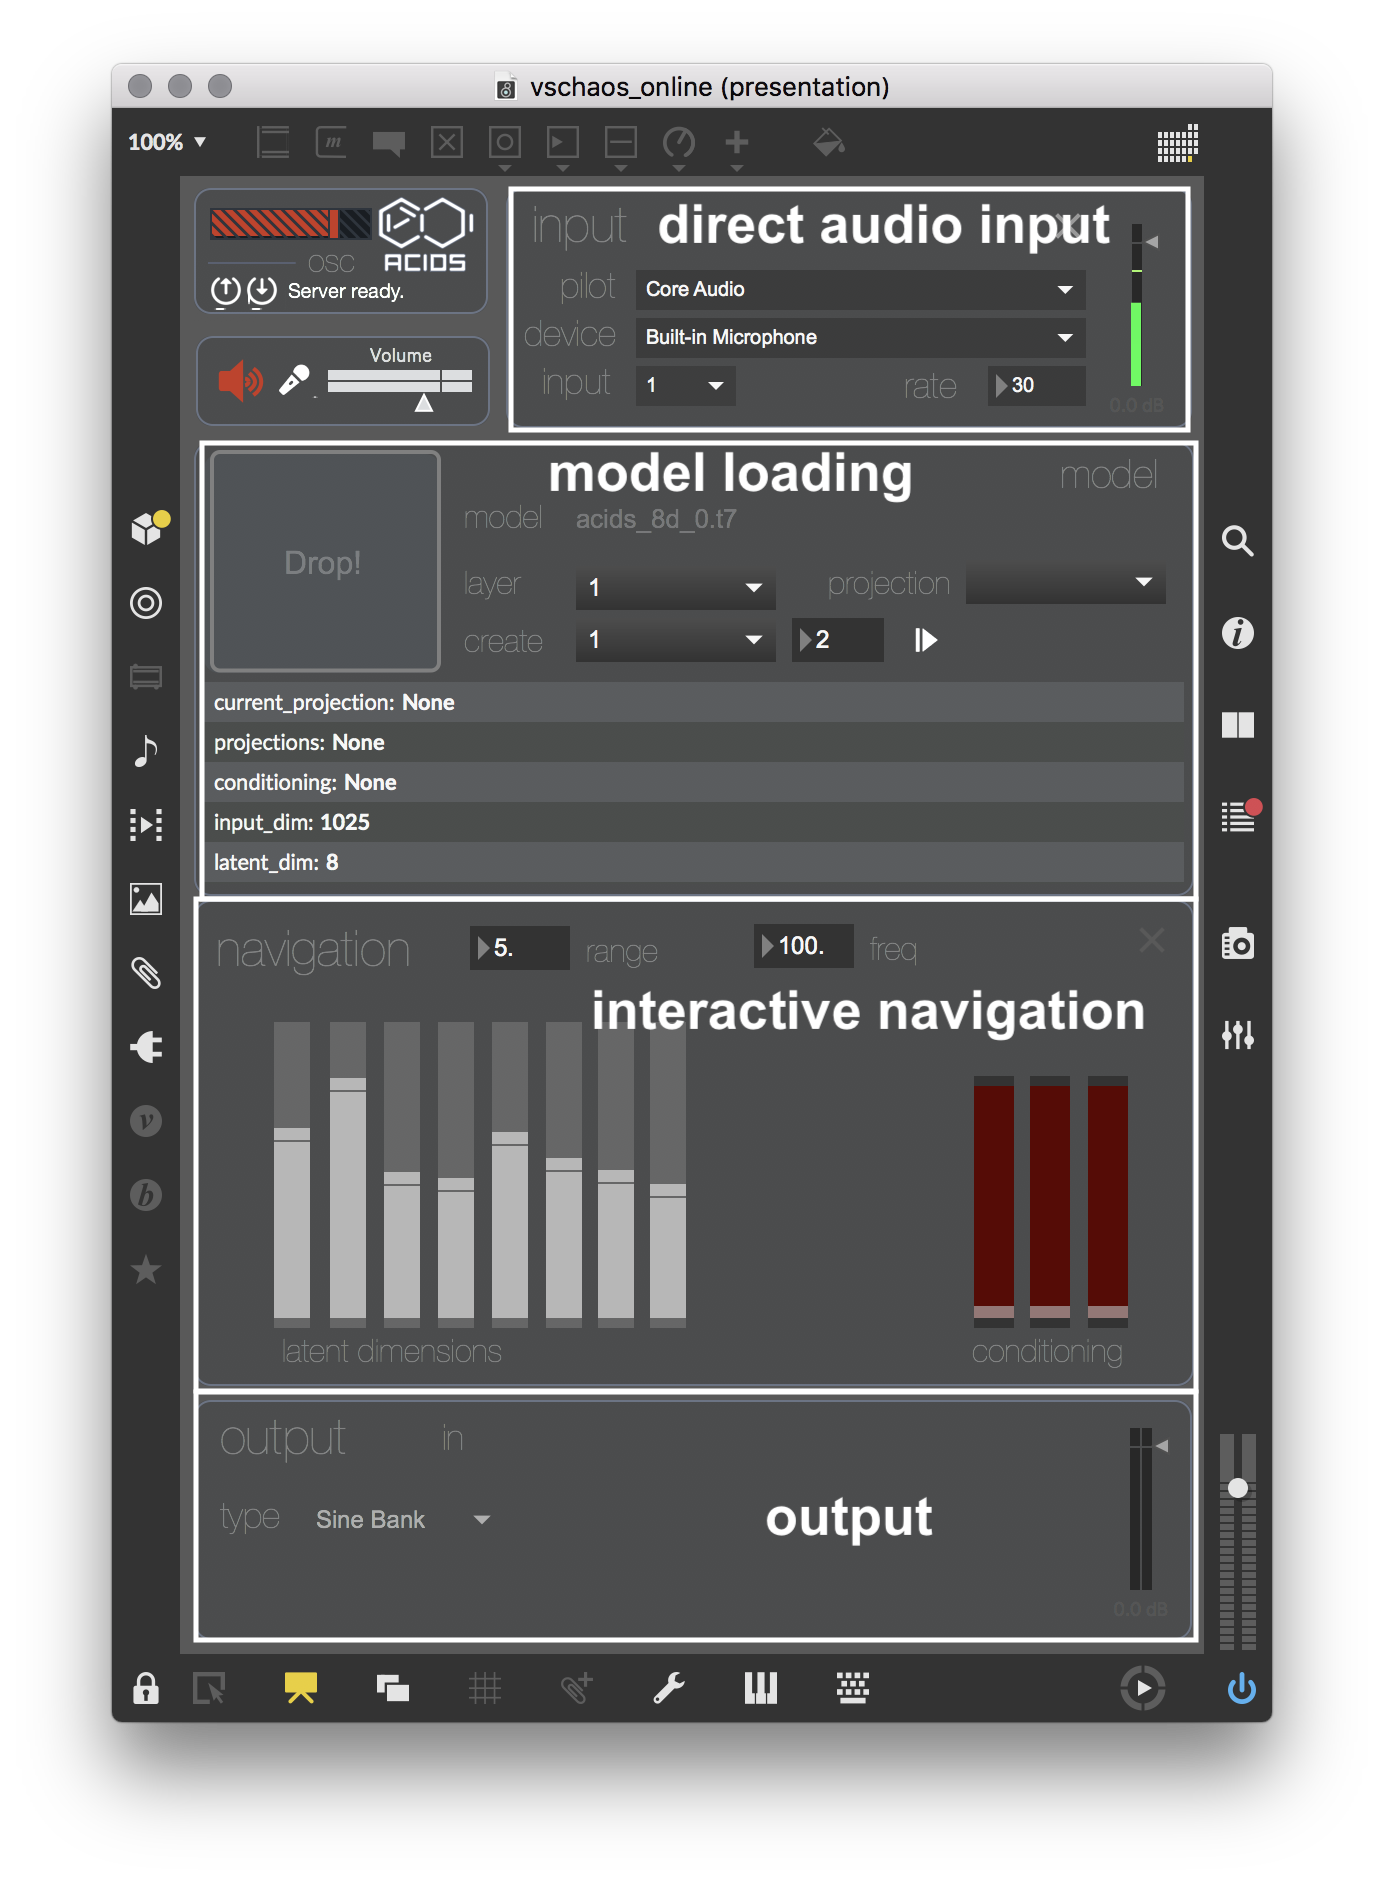 vschaos_online (presentation)
100%
m
ACIDS
osc
Server ready.
Volume
input
direct audio input
pilot
Core Audio
device
Built-in Microphone
input
1
rate
30
0.0 dB
model loading
model
Drop!
model
acids_8d_0.t7
layer
1
projection
create
1
2
current_projection: None
projections: None
conditioning: None
input_dim: 1025
latent_dim: 8
navigation
5.
range
100.
freq
interactive navigation
latent dimensions
conditioning
output
in
type
Sine Bank
output
0.0 dB
i
v
b